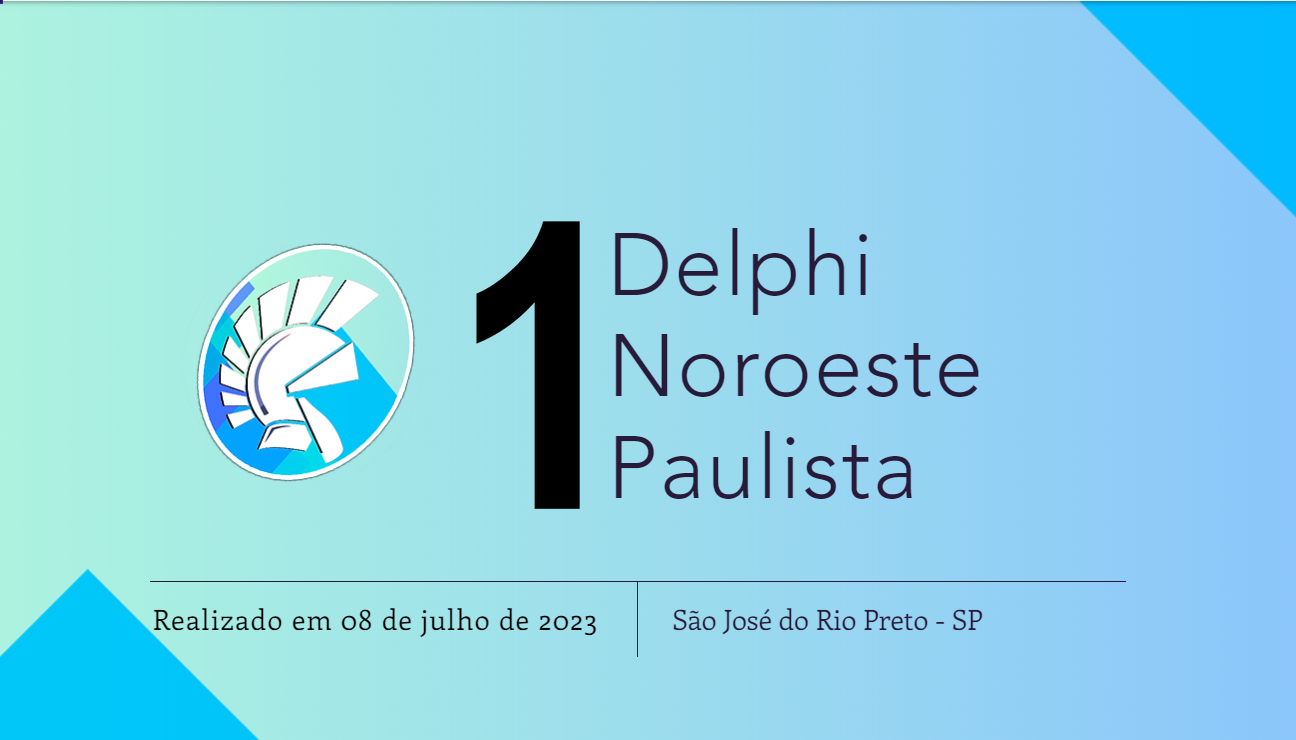 1
Delphi
Noroeste
Paulista
Realizado em 08 de julho de 2023
São José do Rio Preto - SP